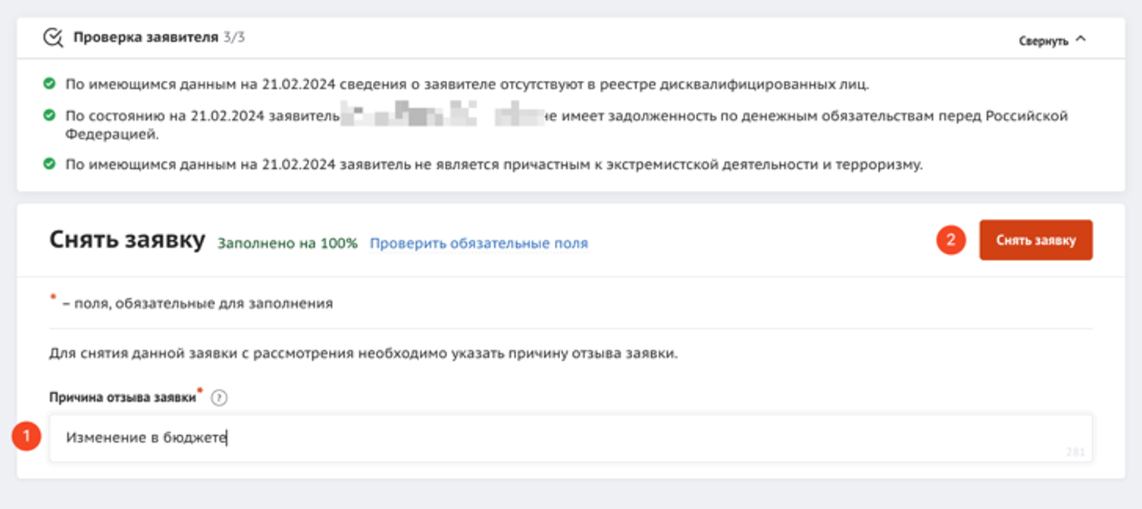 Проверка заявителя 3/3
Свернуть
По имеющимся данным на 21.02.2024 сведения о заявителе отсутствуют в реестре дисквалифицированных лиц.
По состоянию на 21.02.2024 заявитель не имеет задолженность по денежным обязательствам перед Российской
Федерацией.
По имеющимся данным на 21.02.2024 заявитель не является причастным к экстремистской деятельности и терроризму.
Снять заявку Заполнено на 100% Проверить обязательные поля
2 Снять заявку
* – поля, обязательные для заполнения
Для снятия данной заявки с рассмотрения необходимо указать причину отзыва заявки.
Причина отзыва заявки* ?
1 Изменение в бюджете
281